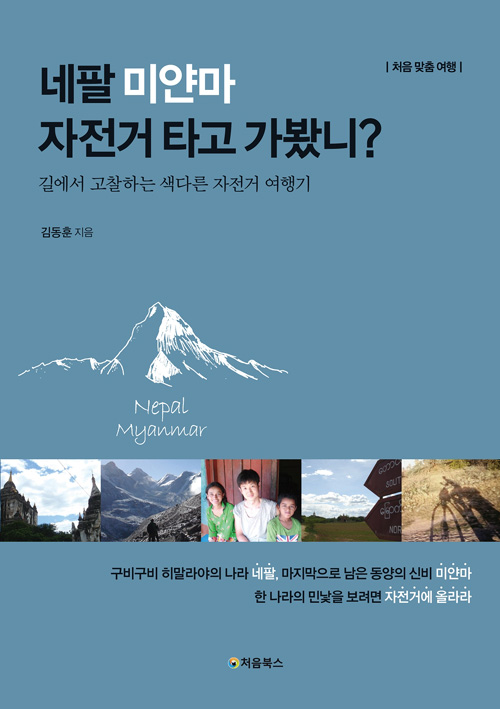 | 처음 맞춤 여행 |
네팔 미얀마
자전거 타고 가봤니?
길에서 고찰하는 색다른 자전거 여행기
김동훈 지음
Nepal
Myanmar
구비구비 히말라야의 나라 네팔, 마지막으로 남은 동양의 신비 미얀마
한 나라의 민낯을 보려면 자전거에 올라라
처음북스